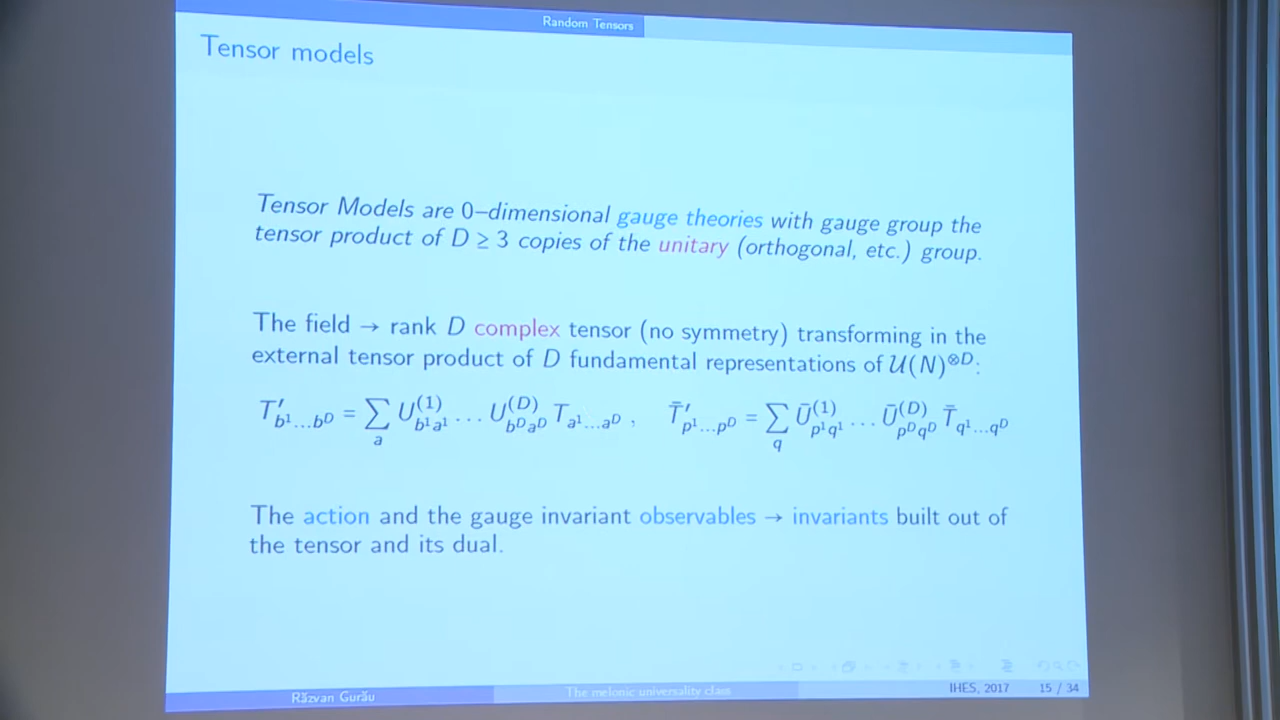 Random Tensors
Tensor models
Tensor Models are 0–dimensional gauge theories with gauge group the
tensor product of D ≥ 3 copies of the unitary (orthogonal, etc.) group.
The field → rank D complex tensor (no symmetry) transforming in the
external tensor product of D fundamental representations of 𝒰(N)^{⊗D}:
T'_{b^1...b^D} = ∑_a U^{(1)}_{b^1a^1} ... U^{(D)}_{b^Da^D} T_{a^1...a^D} , T̄'_{p^1...p^D} = ∑_q Ū^{(1)}_{p^1q^1} ... Ū^{(D)}_{p^Dq^D} T̄_{q^1...q^D}
The action and the gauge invariant observables → invariants built out of
the tensor and its dual.
Răzvan Gurău The melonic universality class IHES, 2017 15 / 34